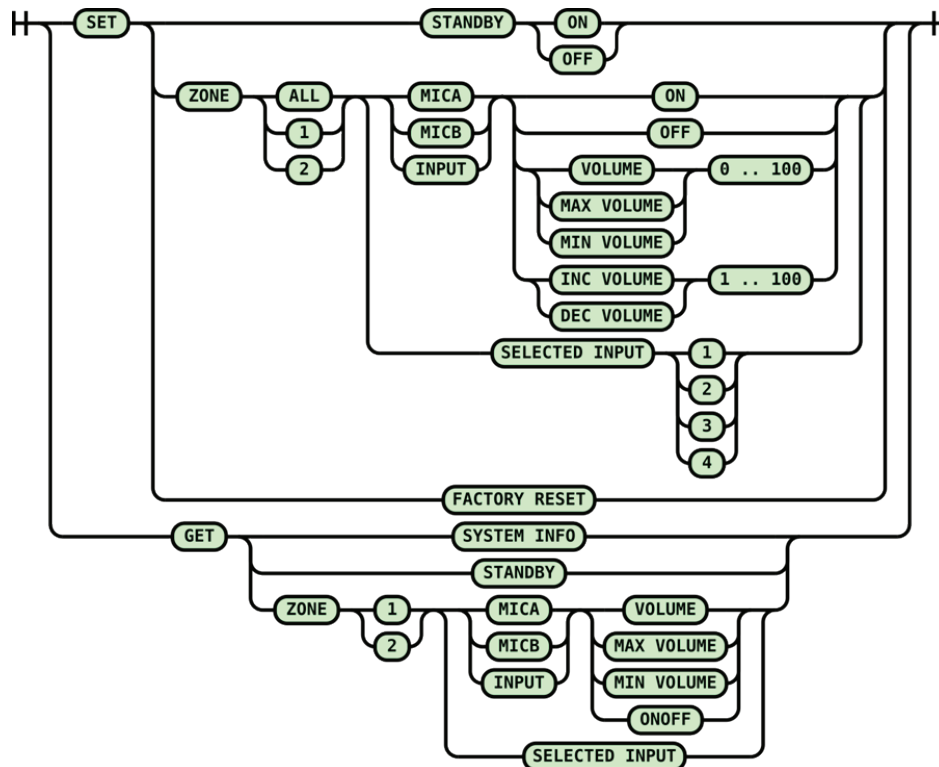 SET STANDBY ON
OFF
ZONE ALL MICA ON
1 MICB OFF
2 INPUT VOLUME 0 .. 100
MAX VOLUME
MIN VOLUME
INC VOLUME 1 .. 100
DEC VOLUME
SELECTED INPUT 1
2
3
4
FACTORY RESET
GET SYSTEM INFO
STANDBY
ZONE 1 MICA VOLUME
2 MICB MAX VOLUME
INPUT MIN VOLUME
ONOFF
SELECTED INPUT